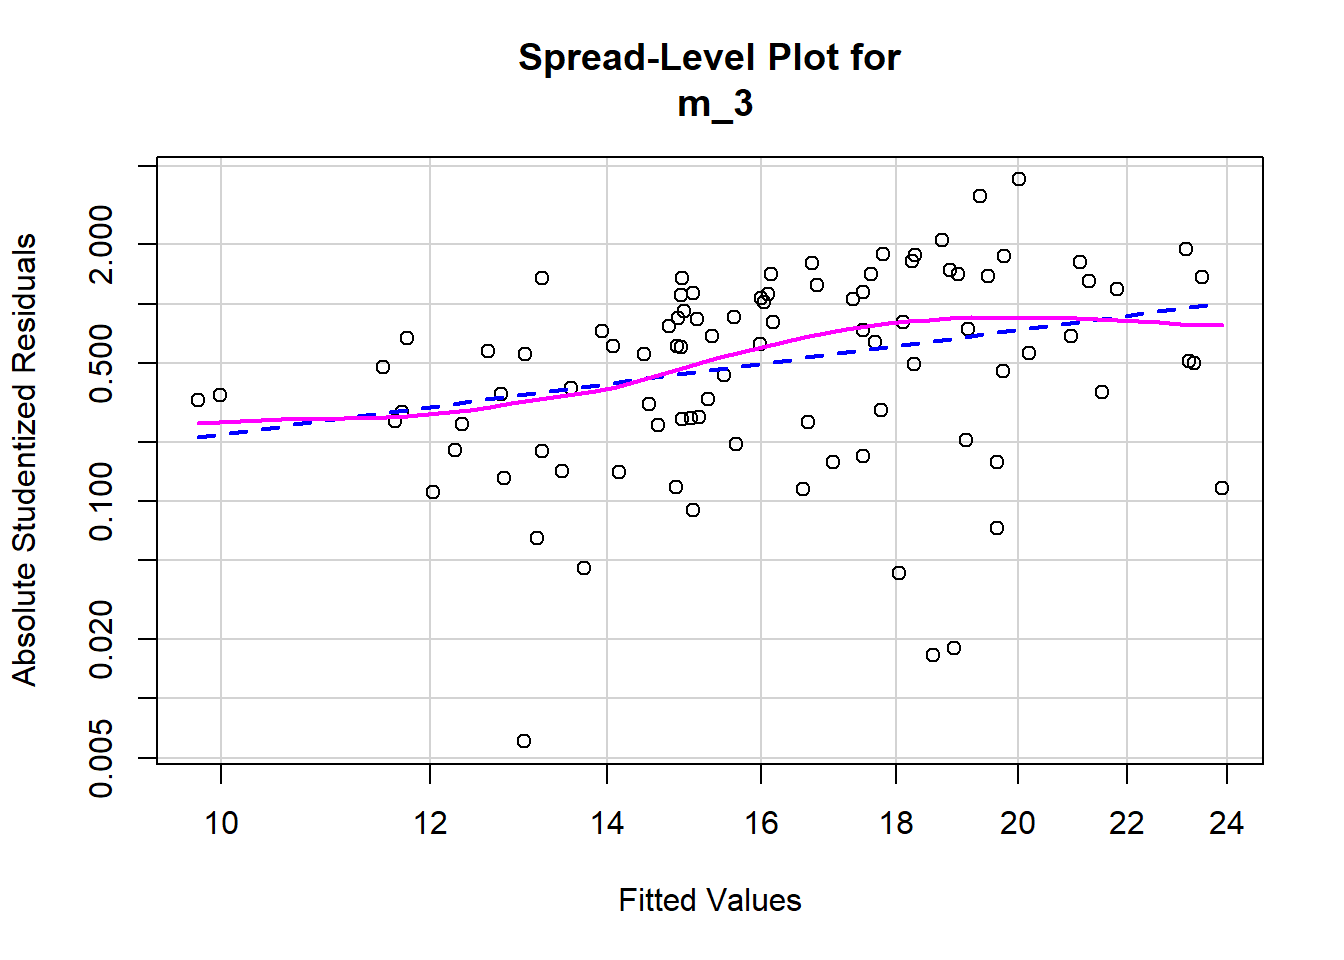 Spread-Level Plot for
m_3
Absolute Studentized Residuals
2.000
0.500
0.100
0.020
0.005
10 12 14 16 18 20 22 24
Fitted Values